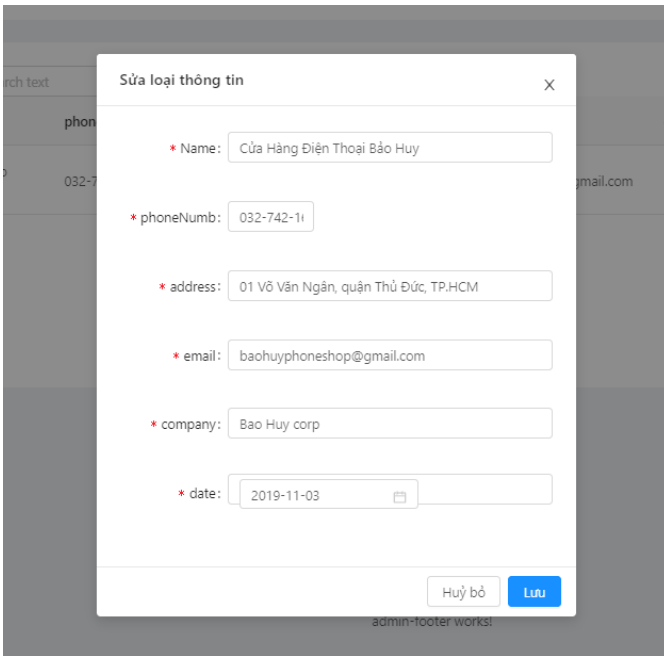 rch text
Sửa loại thông tin
phon
* Name: Cửa Hàng Điện Thoại Bảo Huy
032-7
gmail.com
* phoneNumb: 032-742-1
* address: 01 Võ Văn Ngân, quận Thủ Đức, TP.HCM
* email: baohuyphoneshop@gmail.com
* company: Bao Huy corp
* date: 2019-11-03
Huỷ bỏ Lưu
admin-footer works!